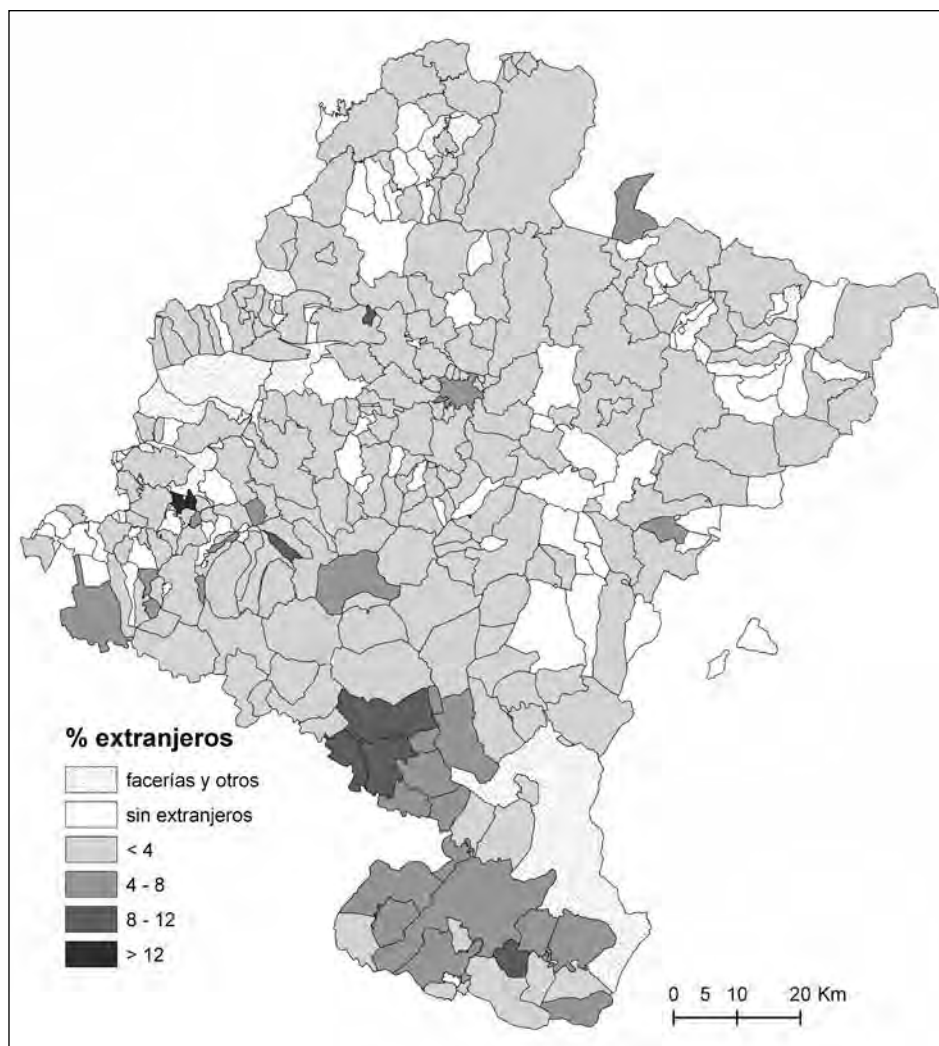 % extranjeros
facerías y otros
sin extranjeros
< 4
4 - 8
8 - 12
> 12
0 5 10 20 Km